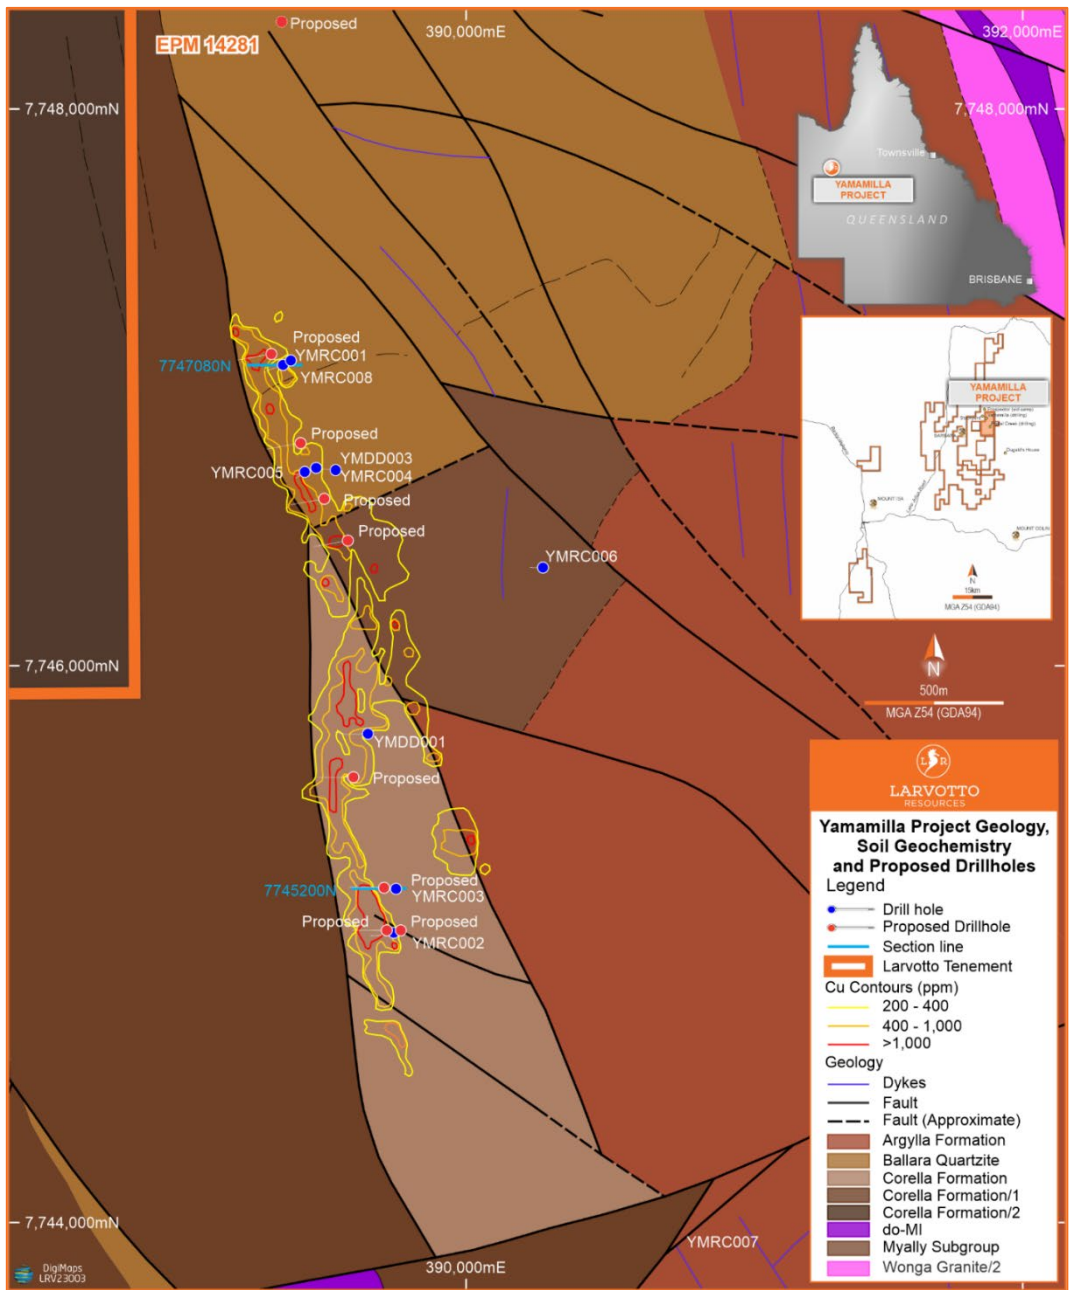 Proposed
EPM 14281
390,000mE
392,000mE
7,748,000mN
7,748,000mN
Townsville
YAMAMILLA
PROJECT
QUEENSLAND
BRISBANE
Proposed
YMRC001
7747080N
YMRC008
YAMAMILLA
PROJECT
Proposed
YMDD003
YMRC005
YMRC004
Proposed
Proposed
YMRC006
MOUNT ISA
N
15km
MGA Z54 (GDA94)
7,746,000mN
N
500m
MGA Z54 (GDA94)
YMDD001
Proposed
Proposed
7745200N
YMRC003
Proposed
Proposed
YMRC002
7,744,000mN
YMRC007
390,000mE
DigiMaps
LRV23003
L R
LARVOTTO
RESOURCES
Yamamilla Project Geology,
Soil Geochemistry
and Proposed Drillholes
Legend
Drill hole
Proposed Drillhole
Section line
Larvotto Tenement
Cu Contours (ppm)
200 - 400
400 - 1,000
>1,000
Geology
Dykes
Fault
Fault (Approximate)
Argylla Formation
Ballara Quartzite
Corella Formation
Corella Formation/1
Corella Formation/2
do-MI
Myally Subgroup
Wonga Granite/2